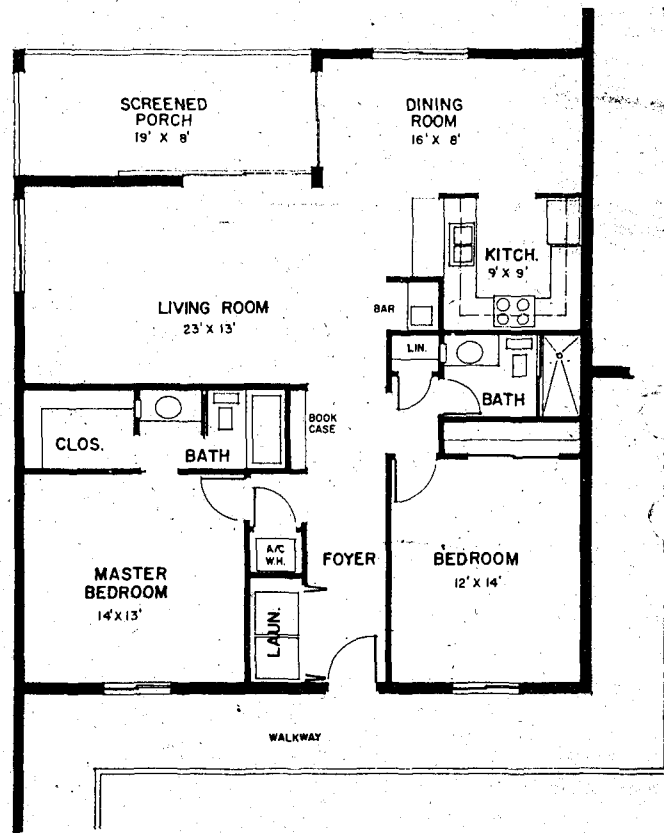 SCREENED
PORCH
19' X 8'
DINING
ROOM
16' X 8'
KITCH.
9' X 9'
LIVING ROOM
23' X 13'
BAR
LIN.
BATH
BOOK
CASE
CLOS.
BATH
A/C
W.H.
FOYER
BEDROOM
12' X 14'
MASTER
BEDROOM
14' X 13'
LAUN.
WALKWAY